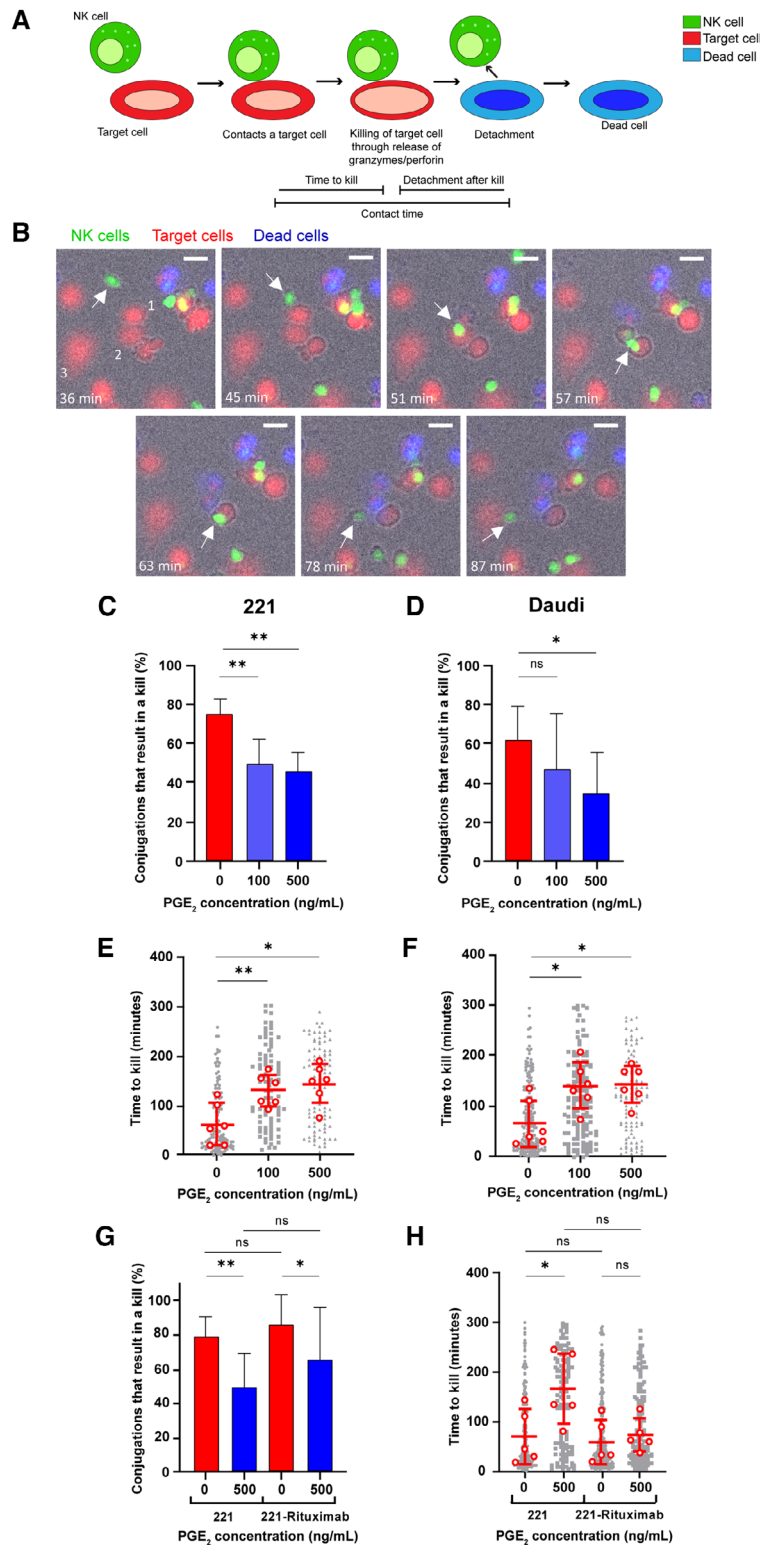 A
NK cell
NK cell
Target cell
Dead cell
Target cell
Contacts a target cell
Killing of target cell
through release of
granzymes/perforin
Detachment
Dead cell
Time to kill
Detachment after kill
Contact time
B
NK cells Target cells Dead cells
1
2
3
36 min
45 min
51 min
57 min
63 min
78 min
87 min
C
221
Conjugations that result in a kill (%)
100
80
60
40
20
0
**
**
0 100 500
PGE₂ concentration (ng/mL)
D
Daudi
Conjugations that result in a kill (%)
100
80
60
40
20
0
*
ns
0 100 500
PGE₂ concentration (ng/mL)
E
Time to kill (minutes)
400
300
200
100
0
*
**
0 100 500
PGE₂ concentration (ng/mL)
F
Time to kill (minutes)
400
300
200
100
0
*
*
0 100 500
PGE₂ concentration (ng/mL)
G
Conjugations that result in a kill (%)
100
80
60
40
20
0
ns
ns
** *
0 500 0 500
221 221-Rituximab
PGE₂ concentration (ng/mL)
H
Time to kill (minutes)
400
300
200
100
0
ns
ns
* ns
0 500 0 500
221 221-Rituximab
PGE₂ concentration (ng/mL)